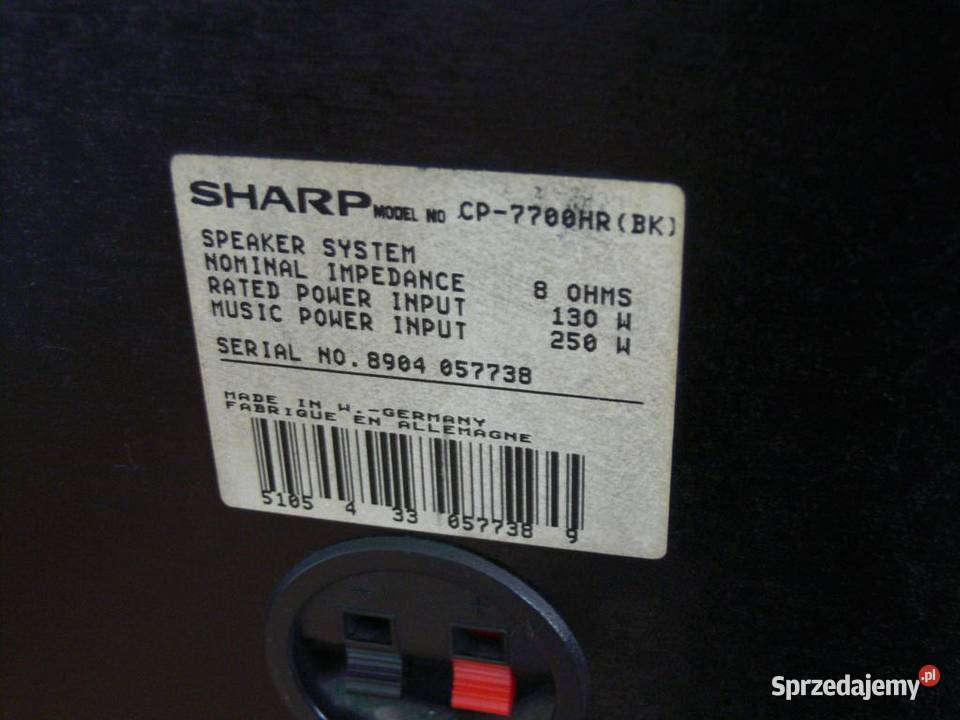 SHARP MODEL NO CP-7700HR(BK)
SPEAKER SYSTEM
NOMINAL IMPEDANCE 8 OHMS
RATED POWER INPUT 130 W
MUSIC POWER INPUT 250 W
SERIAL NO. 8904 057738
MADE IN W.-GERMANY
FABRIQUE EN ALLEMAGNE
5105 4 33 057738 9
- +
Sprzedajemy.pl